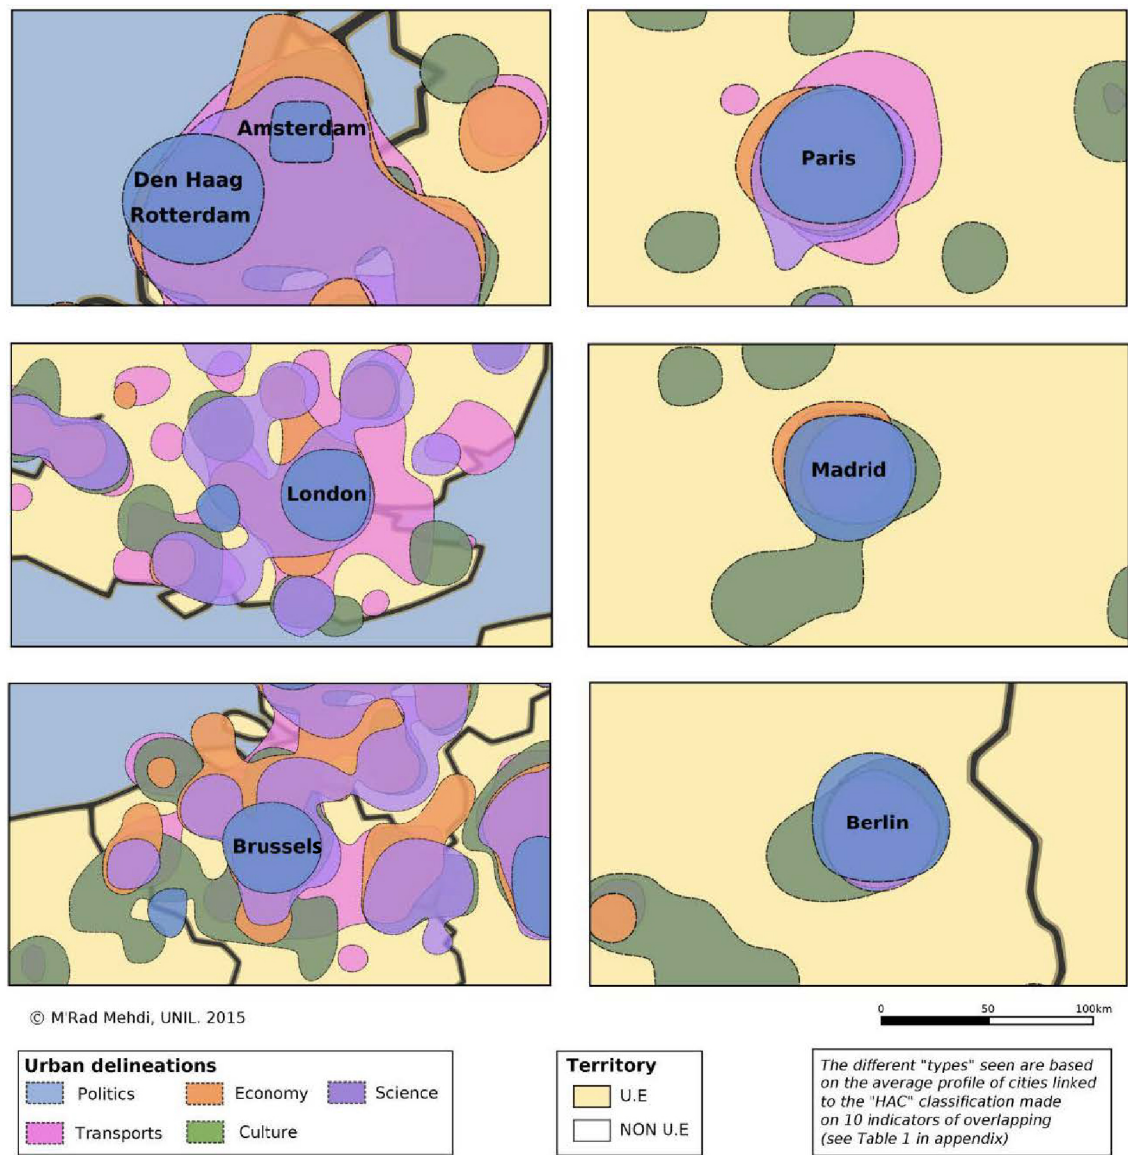 Amsterdam
Den Haag
Rotterdam
Paris
London
Madrid
Brussels
Berlin
© M'Rad Mehdi, UNIL. 2015
0 50 100km
Urban delineations
Politics Economy Science
Transports Culture
Territory
U.E
NON U.E
The different "types" seen are based
on the average profile of cities linked
to the "HAC" classification made
on 10 indicators of overlapping
(see Table 1 in appendix)